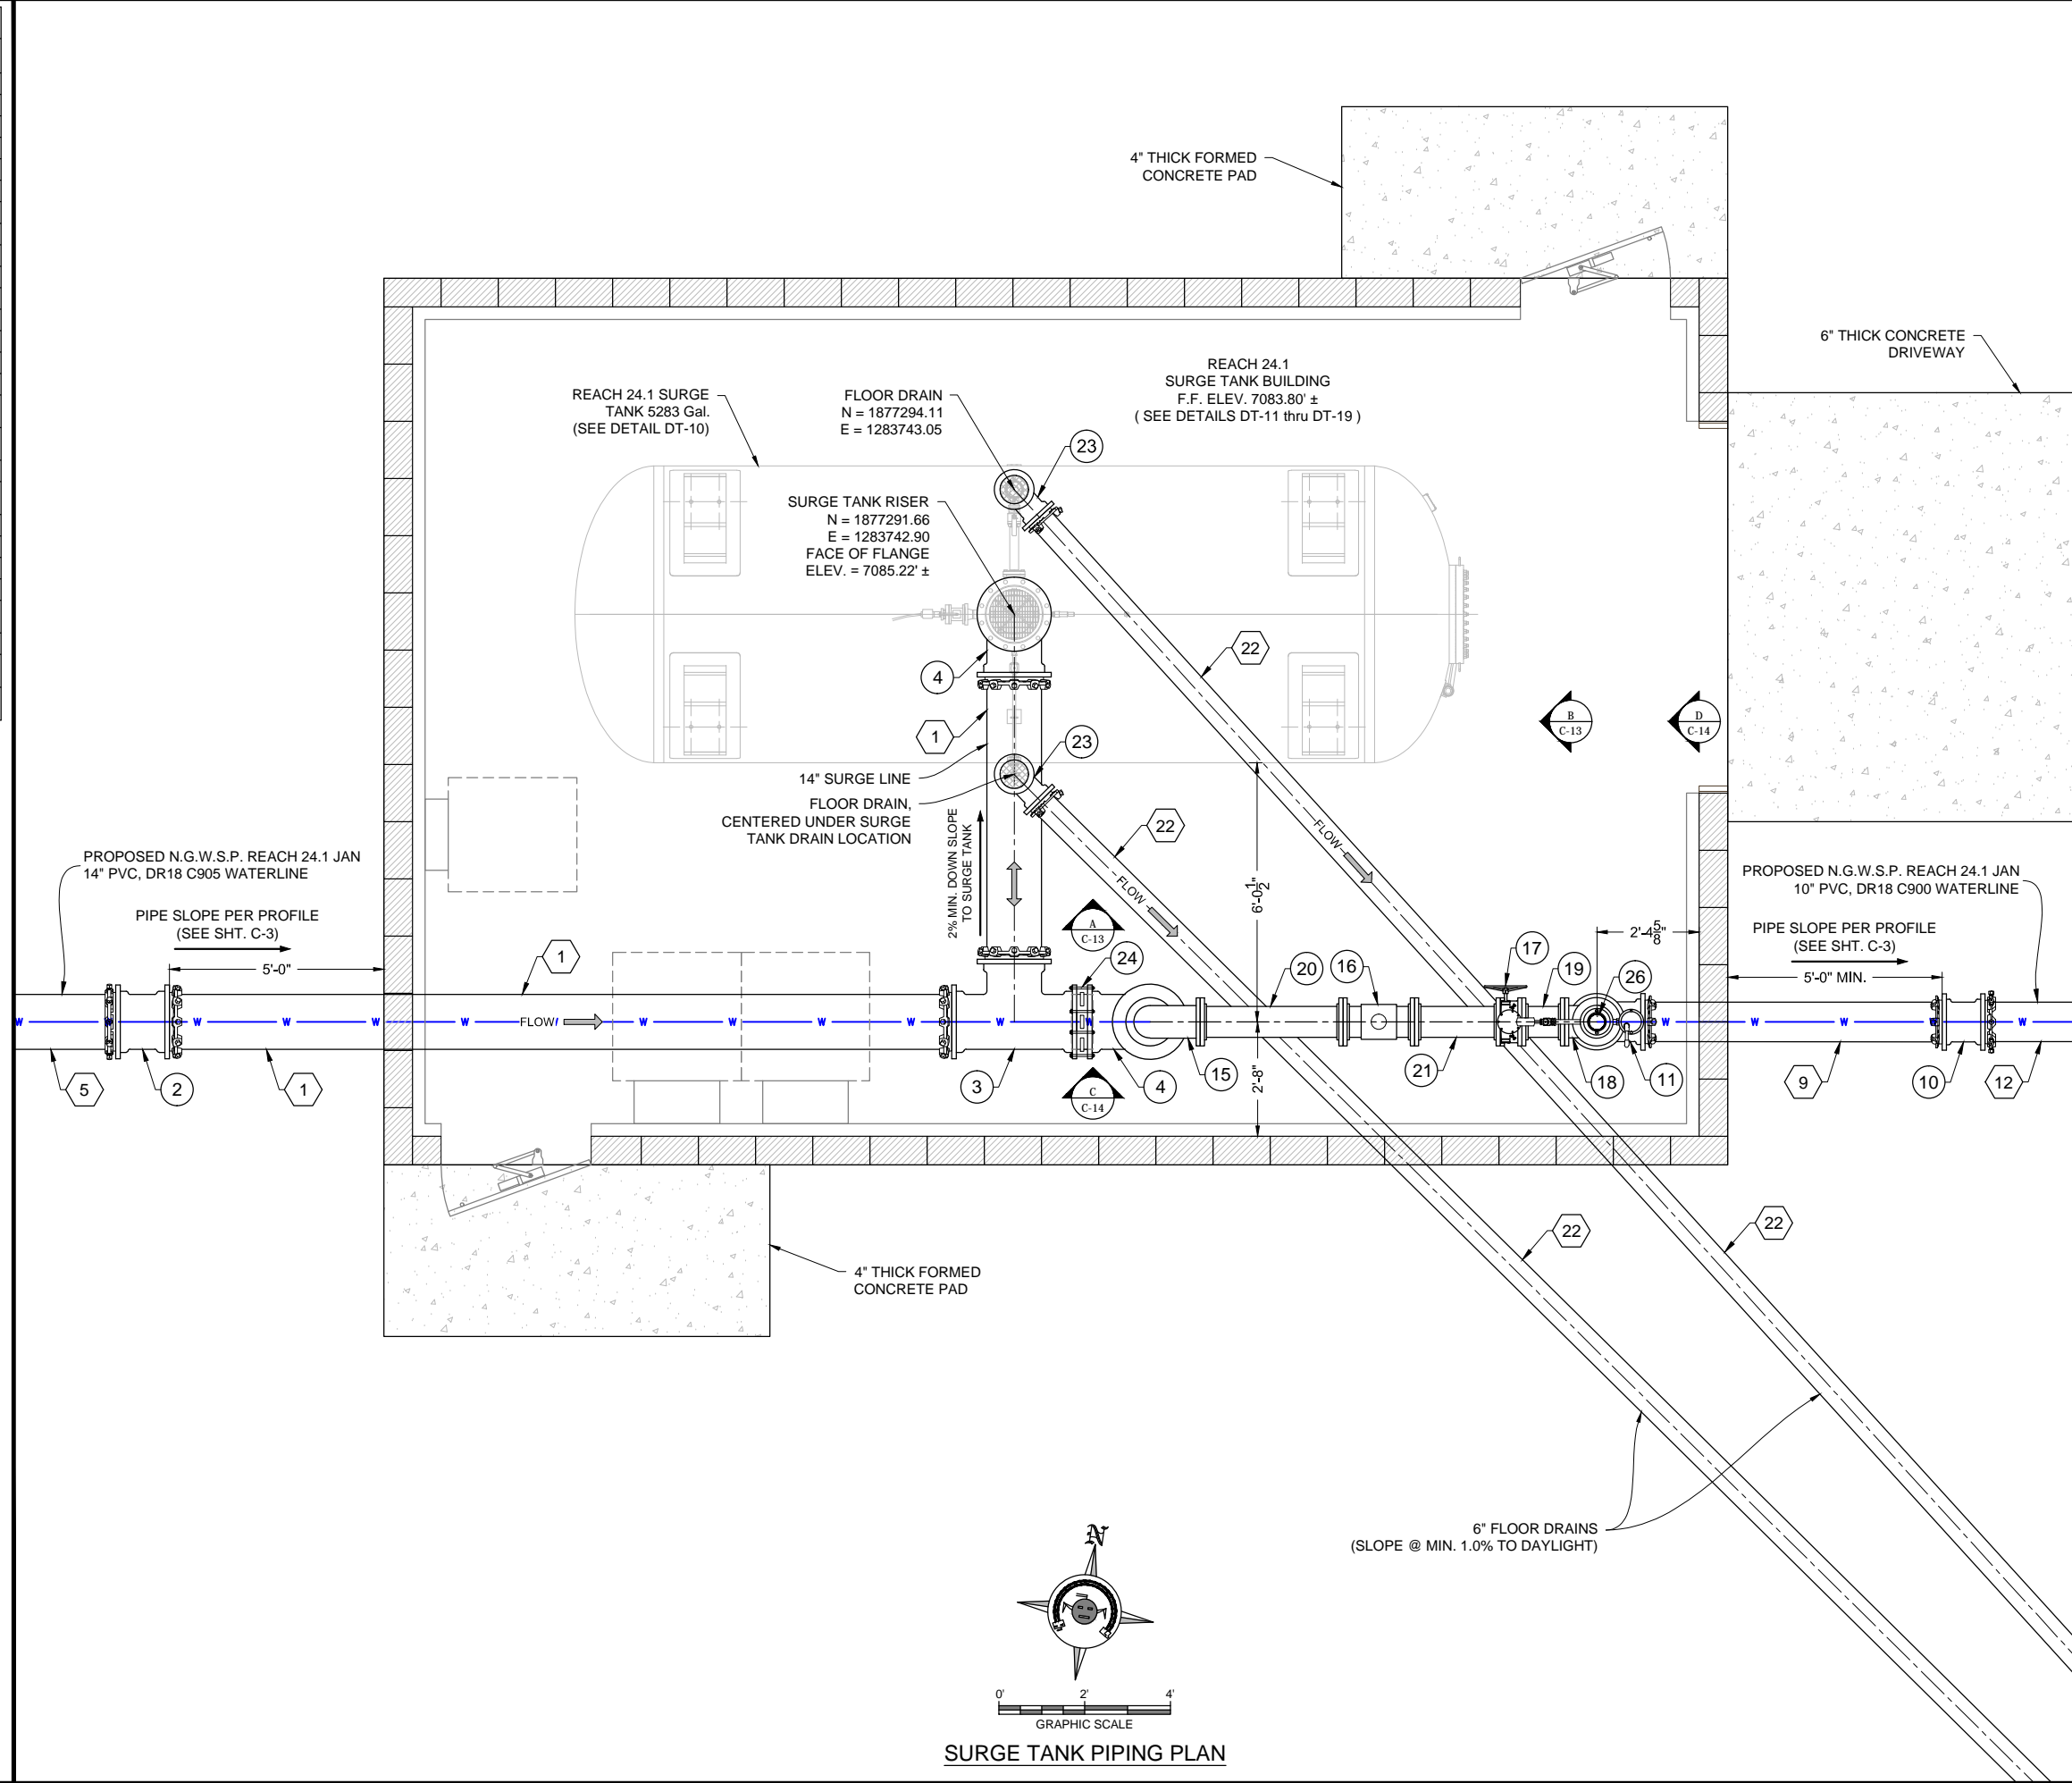 4" THICK FORMED
CONCRETE PAD
6" THICK CONCRETE
DRIVEWAY
REACH 24.1
SURGE TANK BUILDING
F.F. ELEV. 7083.80' ±
( SEE DETAILS DT-11 thru DT-19 )
REACH 24.1 SURGE
TANK 5283 Gal.
(SEE DETAIL DT-10)
FLOOR DRAIN
N = 1877294.11
E = 1283743.05
23
SURGE TANK RISER
N = 1877291.66
E = 1283742.90
FACE OF FLANGE
ELEV. = 7085.22' ±
22
4
B
C-13
D
C-14
1
23
14" SURGE LINE
FLOOR DRAIN,
CENTERED UNDER SURGE
TANK DRAIN LOCATION
22
FLOW
FLOW
2% MIN. DOWN SLOPE
TO SURGE TANK
6'-0 1/2"
PROPOSED N.G.W.S.P. REACH 24.1 JAN
14" PVC, DR18 C905 WATERLINE
PIPE SLOPE PER PROFILE
(SEE SHT. C-3)
5'-0"
1
A
C-13
24
20
16
17
19
26
2'-4 5/8"
PROPOSED N.G.W.S.P. REACH 24.1 JAN
10" PVC, DR18 C900 WATERLINE
PIPE SLOPE PER PROFILE
(SEE SHT. C-3)
5'-0" MIN.
W W W W W FLOW W W W W W W W W W
5
2
1
3
C
C-14
4
15
2'-8"
21
18
11
9
10
12
22
22
4" THICK FORMED
CONCRETE PAD
6" FLOOR DRAINS
(SLOPE @ MIN. 1.0% TO DAYLIGHT)
N
0' 2' 4'
GRAPHIC SCALE
SURGE TANK PIPING PLAN